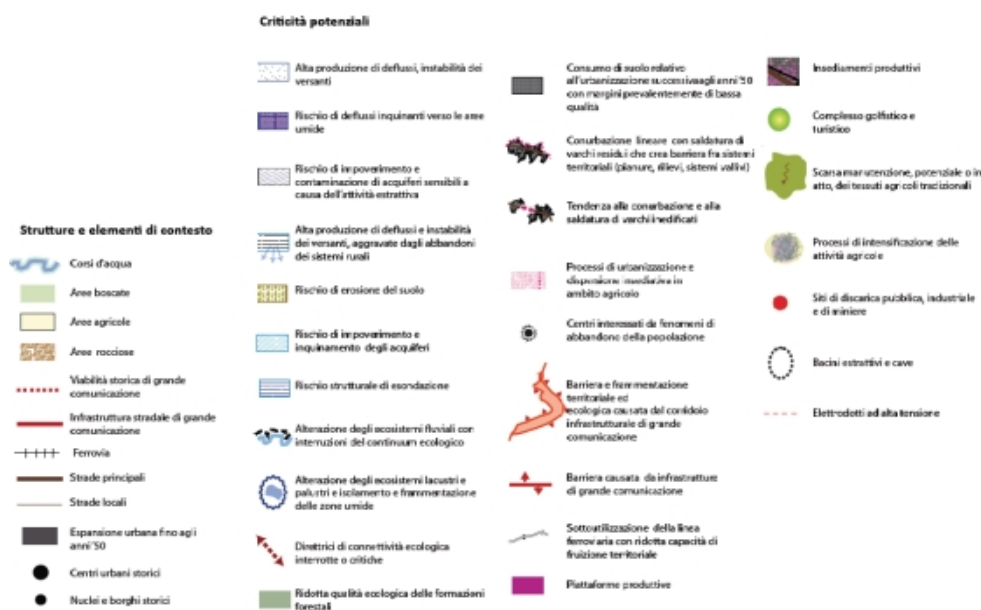 Criticità potenziali
Alta produzione di deflussi, instabilità dei
versanti
Rischio di deflussi inquinanti verso le aree
umide
Rischio di impoverimento e
contaminazione di acquiferi sensibili a
causa dell'attività estrattiva
Alta produzione di deflussi e instabilità
dei versanti, aggravate dagli abbandoni
dei sistemi rurali
Rischio di erosione del suolo
Rischio di impoverimento e
inquinamento degli acquiferi
Rischio strutturale di esondazione
Alterazione degli ecosistemi fluviali con
interruzioni del continuum ecologico
Alterazione degli ecosistemi lacustri e
palustri e isolamento e frammentazione
delle zone umide
Direttrici di connettività ecologica
interrotte o critiche
Ridotta qualità ecologica delle formazioni
forestali
Consumo di suolo relativo
all'urbanizzazione successiva agli anni '50
con margini prevalentemente di bassa
qualità
Conurbazione lineare con saldatura di
varchi residui che crea barriera fra sistemi
territoriali (pianure, rilievi, sistemi vallivi)
Tendenza alla conurbazione e alla
saldatura di varchi inedificati
Processi di urbanizzazione e
dispersione insediativa in
ambito agricolo
Centri interessati da fenomeni di
abbandono della popolazione
Barriera e frammentazione
territoriale ed
ecologica causata dal corridoio
infrastrutturale di grande
comunicazione
Barriera causata da infrastrutture
di grande comunicazione
Sottoutilizzazione della linea
ferroviaria con ridotta capacità di
fruizione territoriale
Piattaforme produttive
Insediamenti produttivi
Complesso golfistico e
turistico
Scarsa manutenzione, potenziale o in
atto, dei tessuti agricoli tradizionali
Processi di intensificazione delle
attività agricole
Siti di discarica pubblica, industriale
e di miniere
Bacini estrattivi e cave
Elettrodotti ad alta tensione
Strutture e elementi di contesto
Corsi d'acqua
Aree boscate
Aree agricole
Aree rocciose
Viabilità storica di grande
comunicazione
Infrastruttura stradale di grande
comunicazione
Ferrovia
Strade principali
Strade locali
Espansione urbana fino agli
anni '50
Centri urbani storici
Nuclei e borghi storici